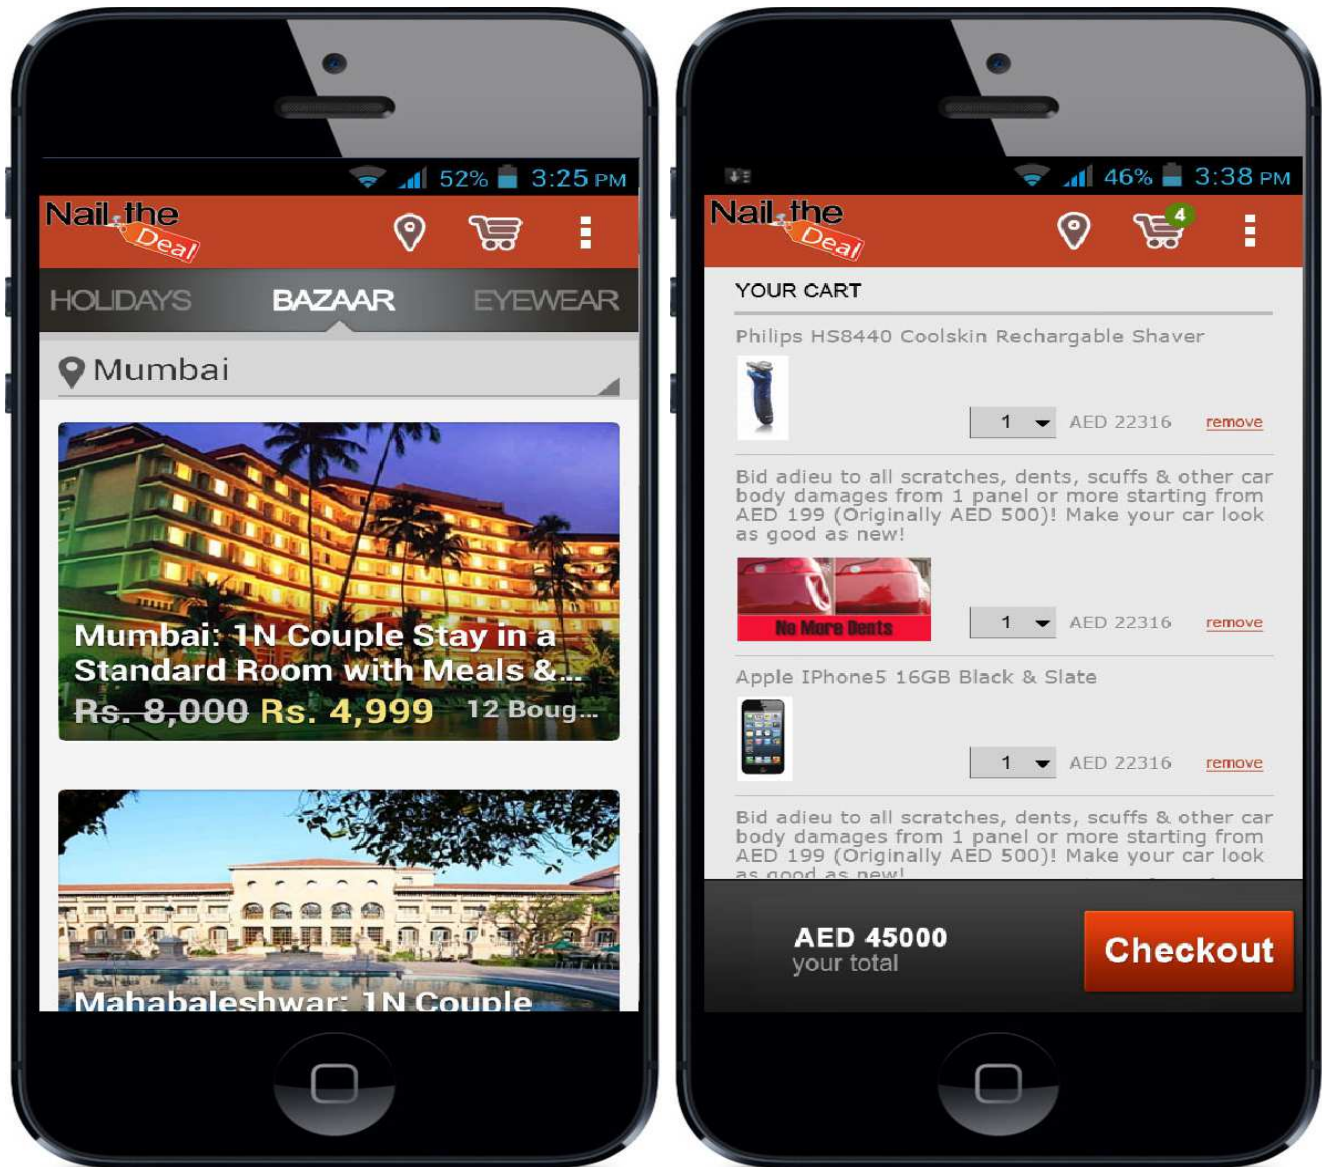 52% 3:25 PM
Nail the
Deal
HOLIDAYS BAZAAR EYEWEAR
Mumbai
Mumbai: 1N Couple Stay in a
Standard Room with Meals &...
Rs. 8,000 Rs. 4,999 12 Boug...
Mahabaleshwar: 1N Couple
46% 3:38 PM
Nail the
Deal
4
YOUR CART
Philips HS8440 Coolskin Rechargable Shaver
1 AED 22316 remove
Bid adieu to all scratches, dents, scuffs & other car
body damages from 1 panel or more starting from
AED 199 (Originally AED 500)! Make your car look
as good as new!
No More Dents
1 AED 22316 remove
Apple IPhone5 16GB Black & Slate
1 AED 22316 remove
Bid adieu to all scratches, dents, scuffs & other car
body damages from 1 panel or more starting from
AED 199 (Originally AED 500)! Make your car look
as good as new!
AED 45000
your total
Checkout